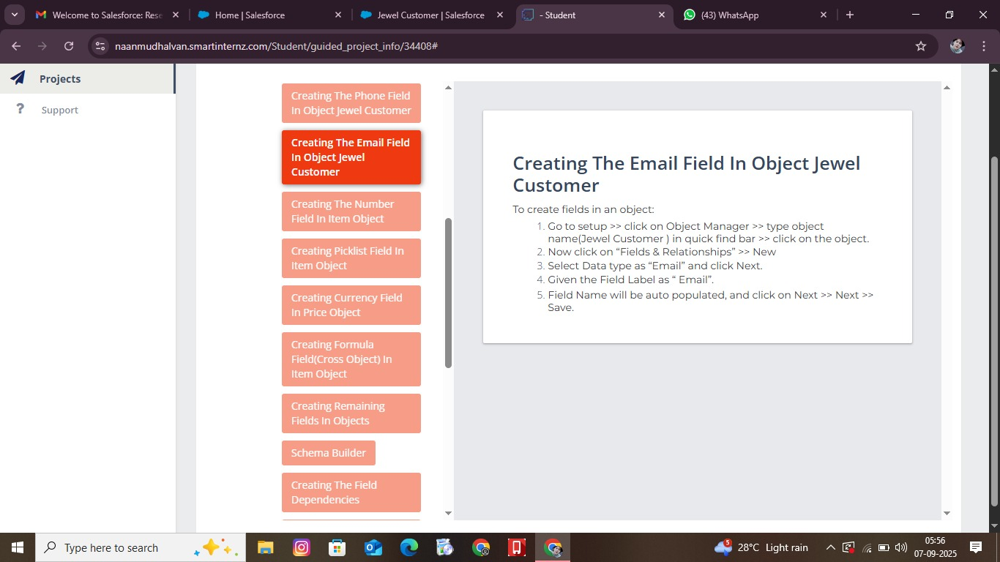 Welcome to Salesforce: Rese
Home | Salesforce
Jewel Customer | Salesforce
- Student
(43) WhatsApp
naanmudhalvan.smartinternz.com/Student/guided_project_info/34408#
Projects
Support
Creating The Phone Field
In Object Jewel Customer
Creating The Email Field
In Object Jewel
Customer
Creating The Number
Field In Item Object
Creating Picklist Field In
Item Object
Creating Currency Field
In Price Object
Creating Formula
Field(Cross Object) In
Item Object
Creating Remaining
Fields In Objects
Schema Builder
Creating The Field
Dependencies
Creating The Email Field In Object Jewel
Customer
To create fields in an object:
1. Go to setup >> click on Object Manager >> type object
name(Jewel Customer ) in quick find bar >> click on the object.
2. Now click on “Fields & Relationships” >> New
3. Select Data type as “Email” and click Next.
4. Given the Field Label as “ Email”.
5. Field Name will be auto populated, and click on Next >> Next >>
Save.
Type here to search
5
28°C Light rain
05:56
07-09-2025